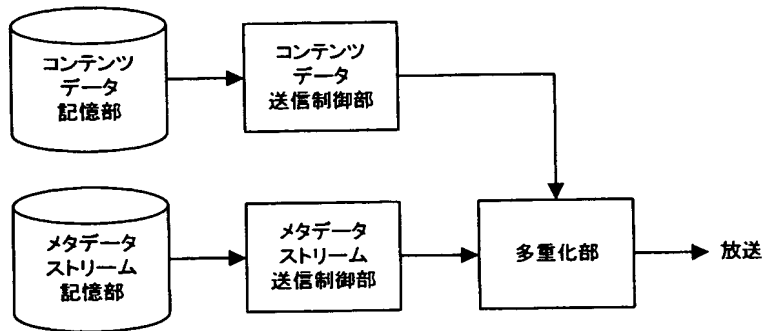 コンテンツ
データ
記憶部
コンテンツ
データ
送信制御部
メタデータ
ストリーム
記憶部
メタデータ
ストリーム
送信制御部
多重化部
放送